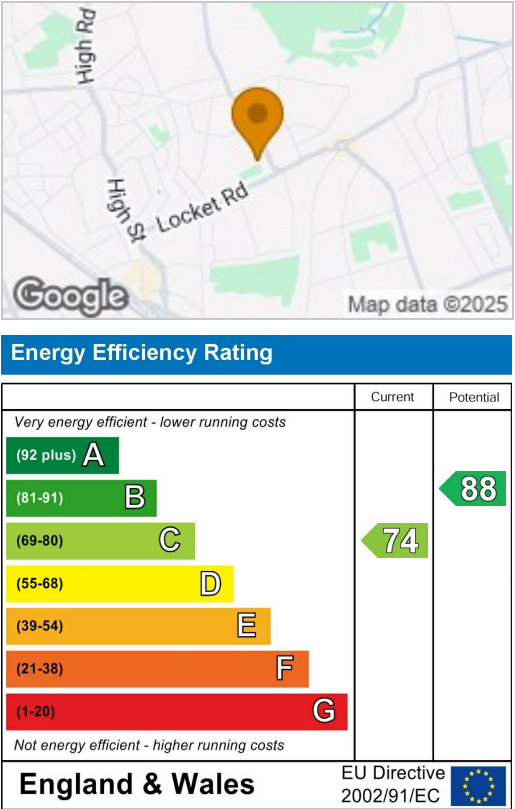 High Rd
High St
Locket Rd
Google
Map data ©2025
Energy Efficiency Rating
Current
Potential
Very energy efficient - lower running costs
(92 plus) A
(81-91) B
88
(69-80) C
74
(55-68) D
(39-54) E
(21-38) F
(1-20) G
Not energy efficient - higher running costs
England & Wales
EU Directive
2002/91/EC